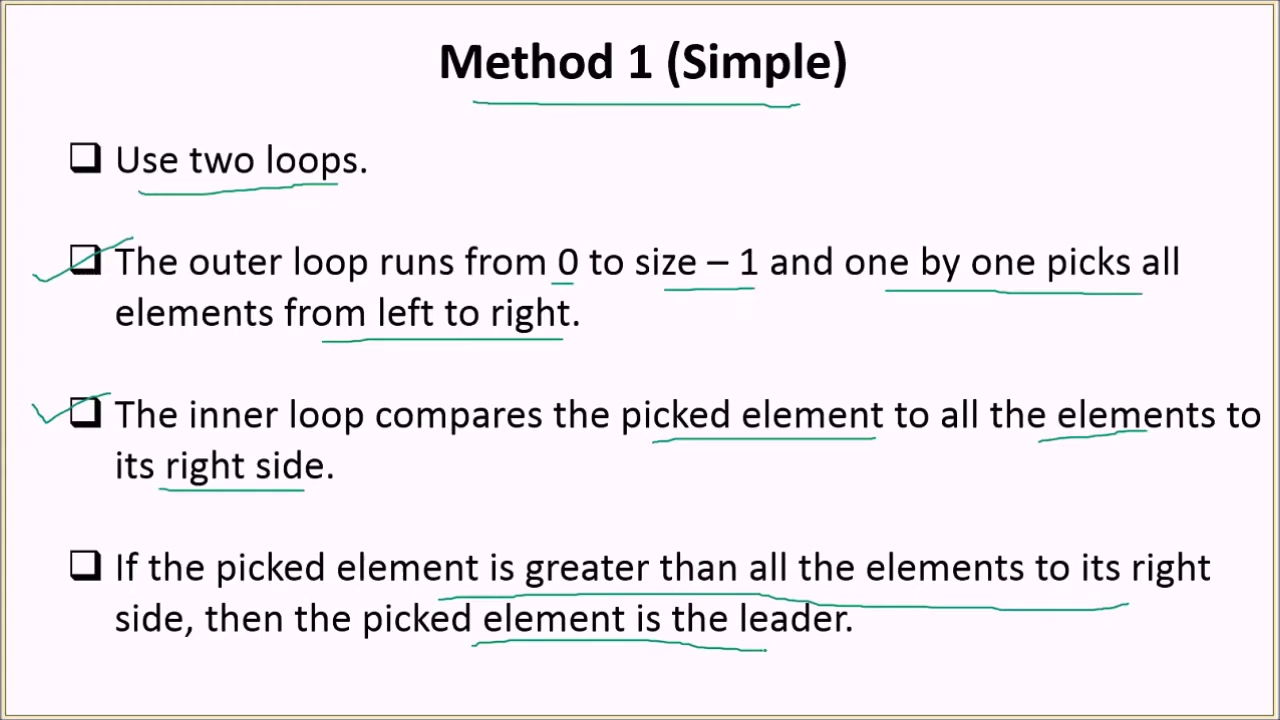 Method 1 (Simple)
Use two loops.
The outer loop runs from 0 to size – 1 and one by one picks all
elements from left to right.
The inner loop compares the picked element to all the elements to
its right side.
If the picked element is greater than all the elements to its right
side, then the picked element is the leader.